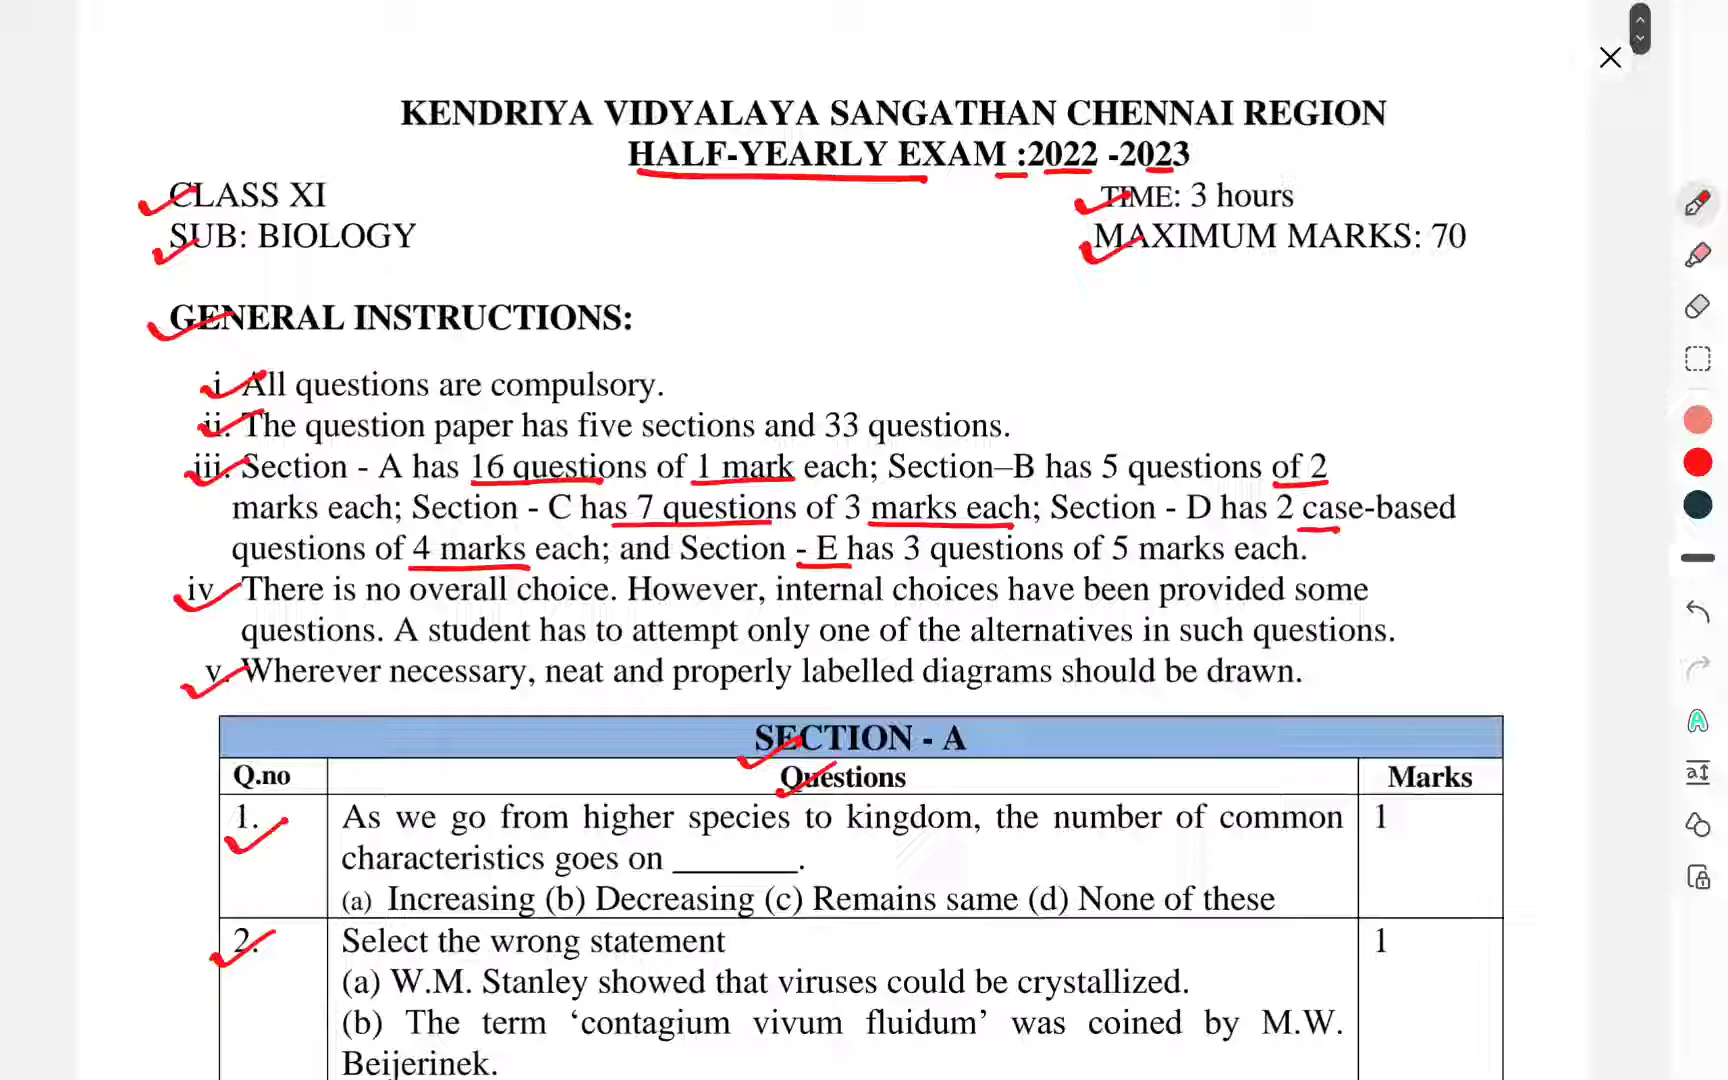 KENDRIYA VIDYALAYA SANGATHAN CHENNAI REGION
HALF-YEARLY EXAM :2022 -2023
CLASS XI TIME: 3 hours
SUB: BIOLOGY MAXIMUM MARKS: 70
GENERAL INSTRUCTIONS:
i. All questions are compulsory.
ii. The question paper has five sections and 33 questions.
iii. Section - A has 16 questions of 1 mark each; Section–B has 5 questions of 2
marks each; Section - C has 7 questions of 3 marks each; Section - D has 2 case-based
questions of 4 marks each; and Section - E has 3 questions of 5 marks each.
iv. There is no overall choice. However, internal choices have been provided some
questions. A student has to attempt only one of the alternatives in such questions.
v. Wherever necessary, neat and properly labelled diagrams should be drawn.
SECTION - A
Q.no Questions Marks
1. As we go from higher species to kingdom, the number of common 1
characteristics goes on ________.
(a) Increasing (b) Decreasing (c) Remains same (d) None of these
2. Select the wrong statement 1
(a) W.M. Stanley showed that viruses could be crystallized.
(b) The term ‘contagium vivum fluidum’ was coined by M.W.
Beijerinek.